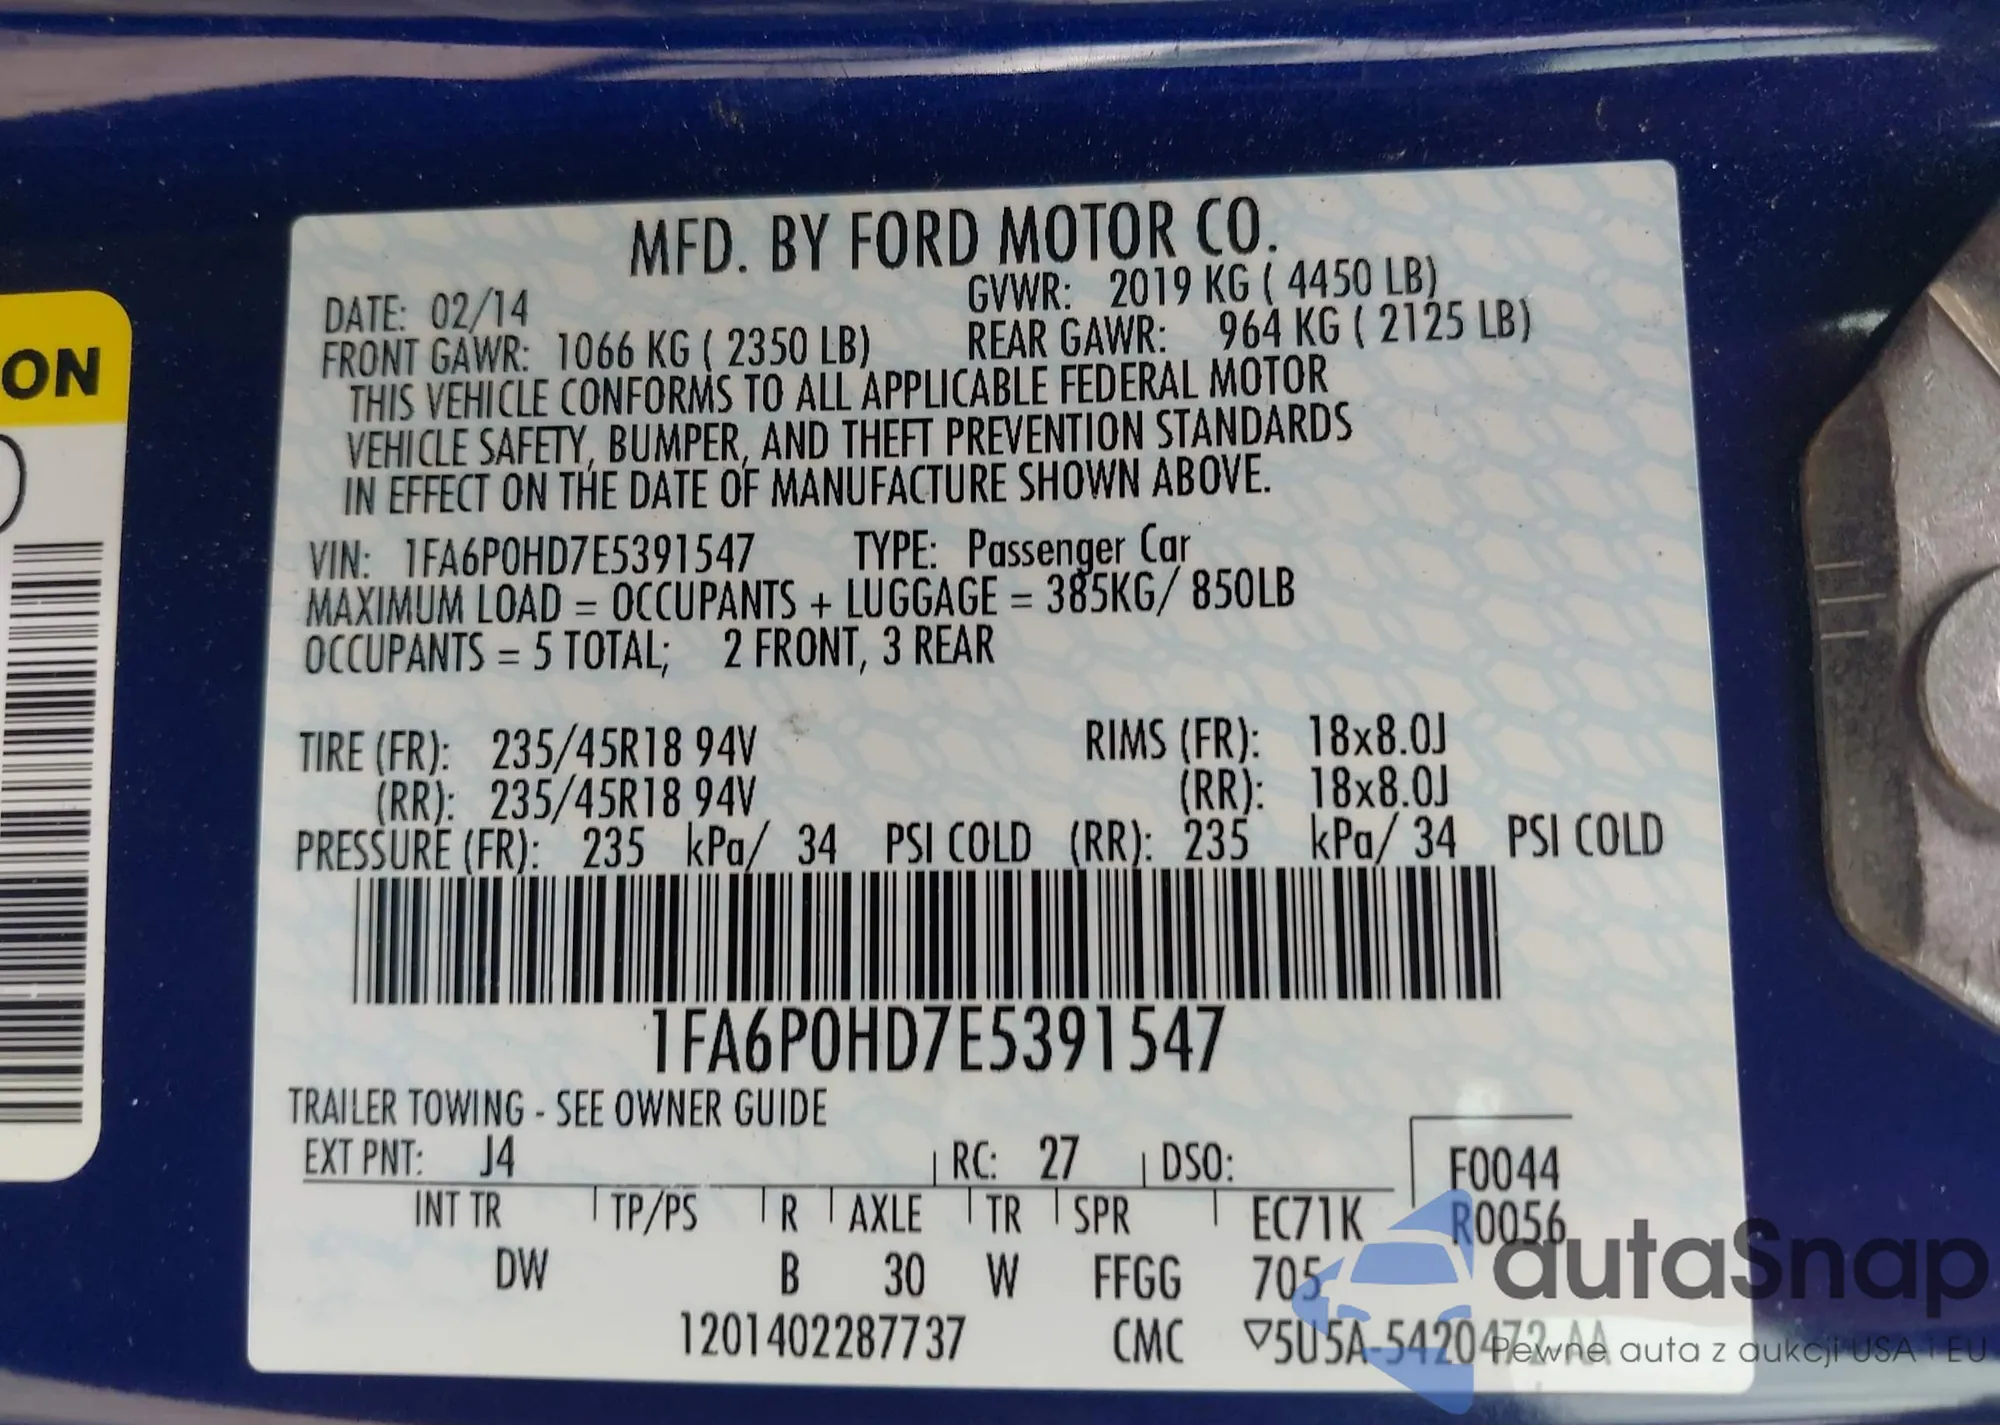 ON
MFD. BY FORD MOTOR CO.
DATE: 02/14 GVWR: 2019 KG ( 4450 LB)
FRONT GAWR: 1066 KG ( 2350 LB) REAR GAWR: 964 KG ( 2125 LB)
THIS VEHICLE CONFORMS TO ALL APPLICABLE FEDERAL MOTOR
VEHICLE SAFETY, BUMPER, AND THEFT PREVENTION STANDARDS
IN EFFECT ON THE DATE OF MANUFACTURE SHOWN ABOVE.
VIN: 1FA6P0HD7E5391547 TYPE: Passenger Car
MAXIMUM LOAD = OCCUPANTS + LUGGAGE = 385KG/ 850LB
OCCUPANTS = 5 TOTAL; 2 FRONT, 3 REAR
TIRE (FR): 235/45R18 94V RIMS (FR): 18x8.0J
(RR): 235/45R18 94V (RR): 18x8.0J
PRESSURE (FR): 235 kPa/ 34 PSI COLD (RR): 235 kPa/ 34 PSI COLD
1FA6P0HD7E5391547
TRAILER TOWING - SEE OWNER GUIDE
EXT PNT: J4 RC: 27 DSO: F0044
INT TR TP/PS R AXLE TR SPR EC71K R0056
DW B 30 W FFGG 705
1201402287737 CMC ▽5U5A-5420472-AA
autaSnap
Pewne auta z aukcji USA i EU